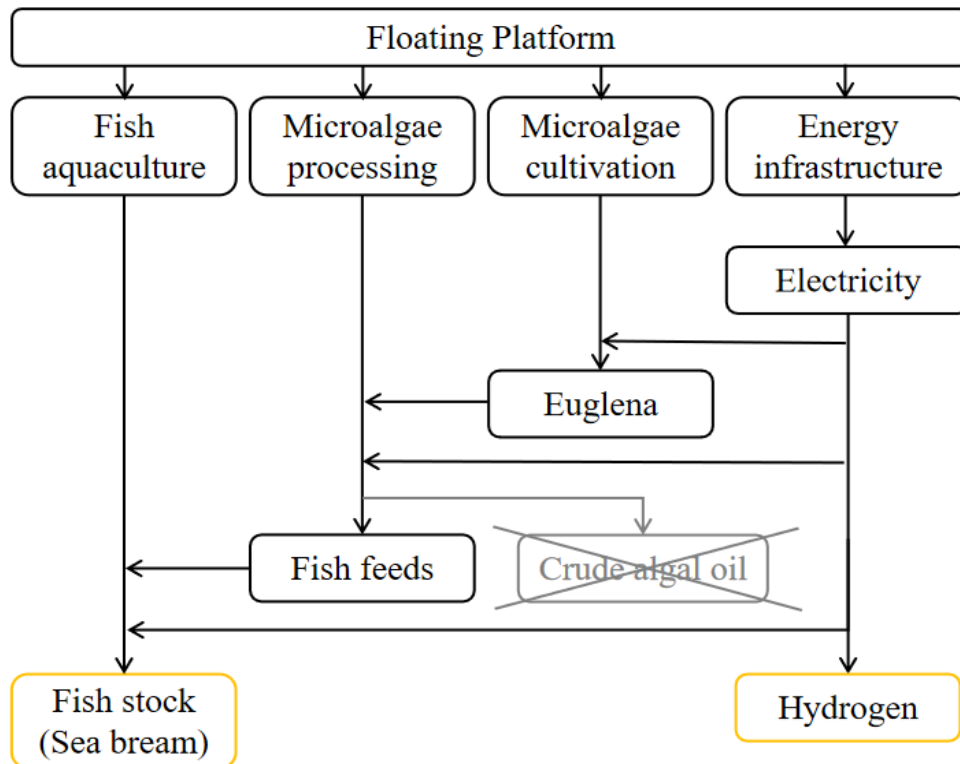 Floating Platform
Fish
aquaculture
Microalgae
processing
Microalgae
cultivation
Energy
infrastructure
Electricity
Euglena
Fish feeds
Crude algal oil
Fish stock
(Sea bream)
Hydrogen